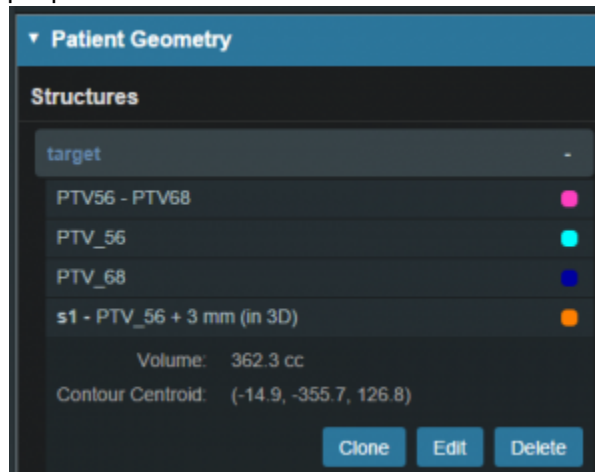 Patient Geometry
Structures
target -
PTV56 - PTV68
PTV_56
PTV_68
s1 - PTV_56 + 3 mm (in 3D)
Volume: 362.3 cc
Contour Centroid: (-14.9, -355.7, 126.8)
Clone Edit Delete